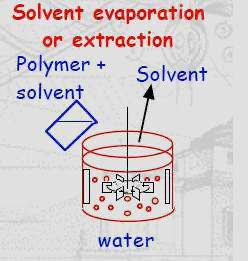 Solvent evaporation
or extraction
Polymer +
solvent
Solvent
water